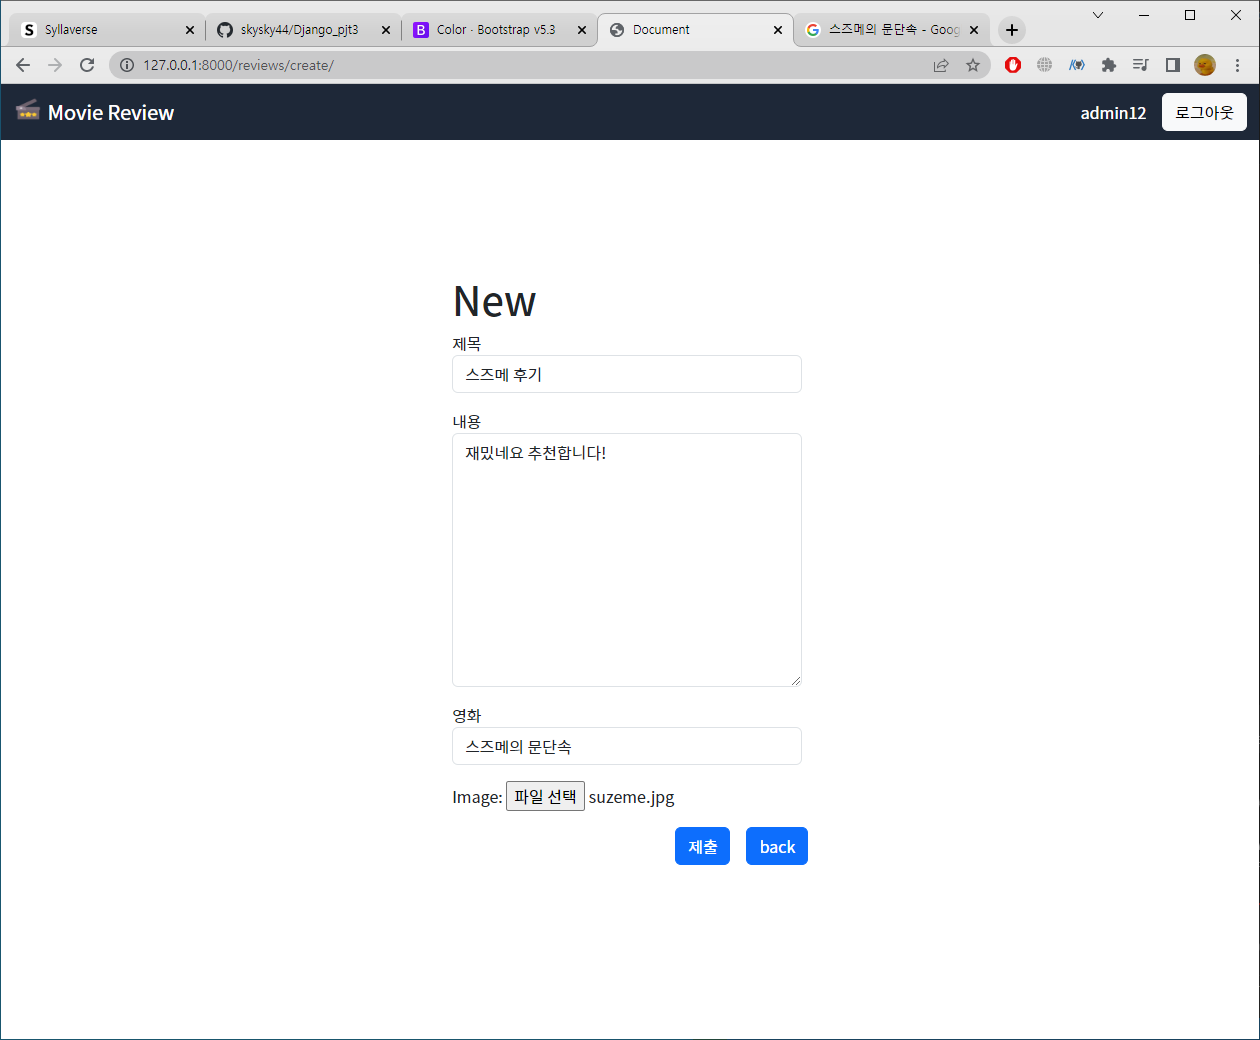 Syllaverse
skysky44/Django_pjt3
Color · Bootstrap v5.3
Document
스즈메의 문단속 - Goog
127.0.0.1:8000/reviews/create/
Movie Review
admin12
로그아웃
New
제목
스즈메 후기
내용
재밌네요 추천합니다!
영화
스즈메의 문단속
Image: 파일 선택 suzeme.jpg
제출
back